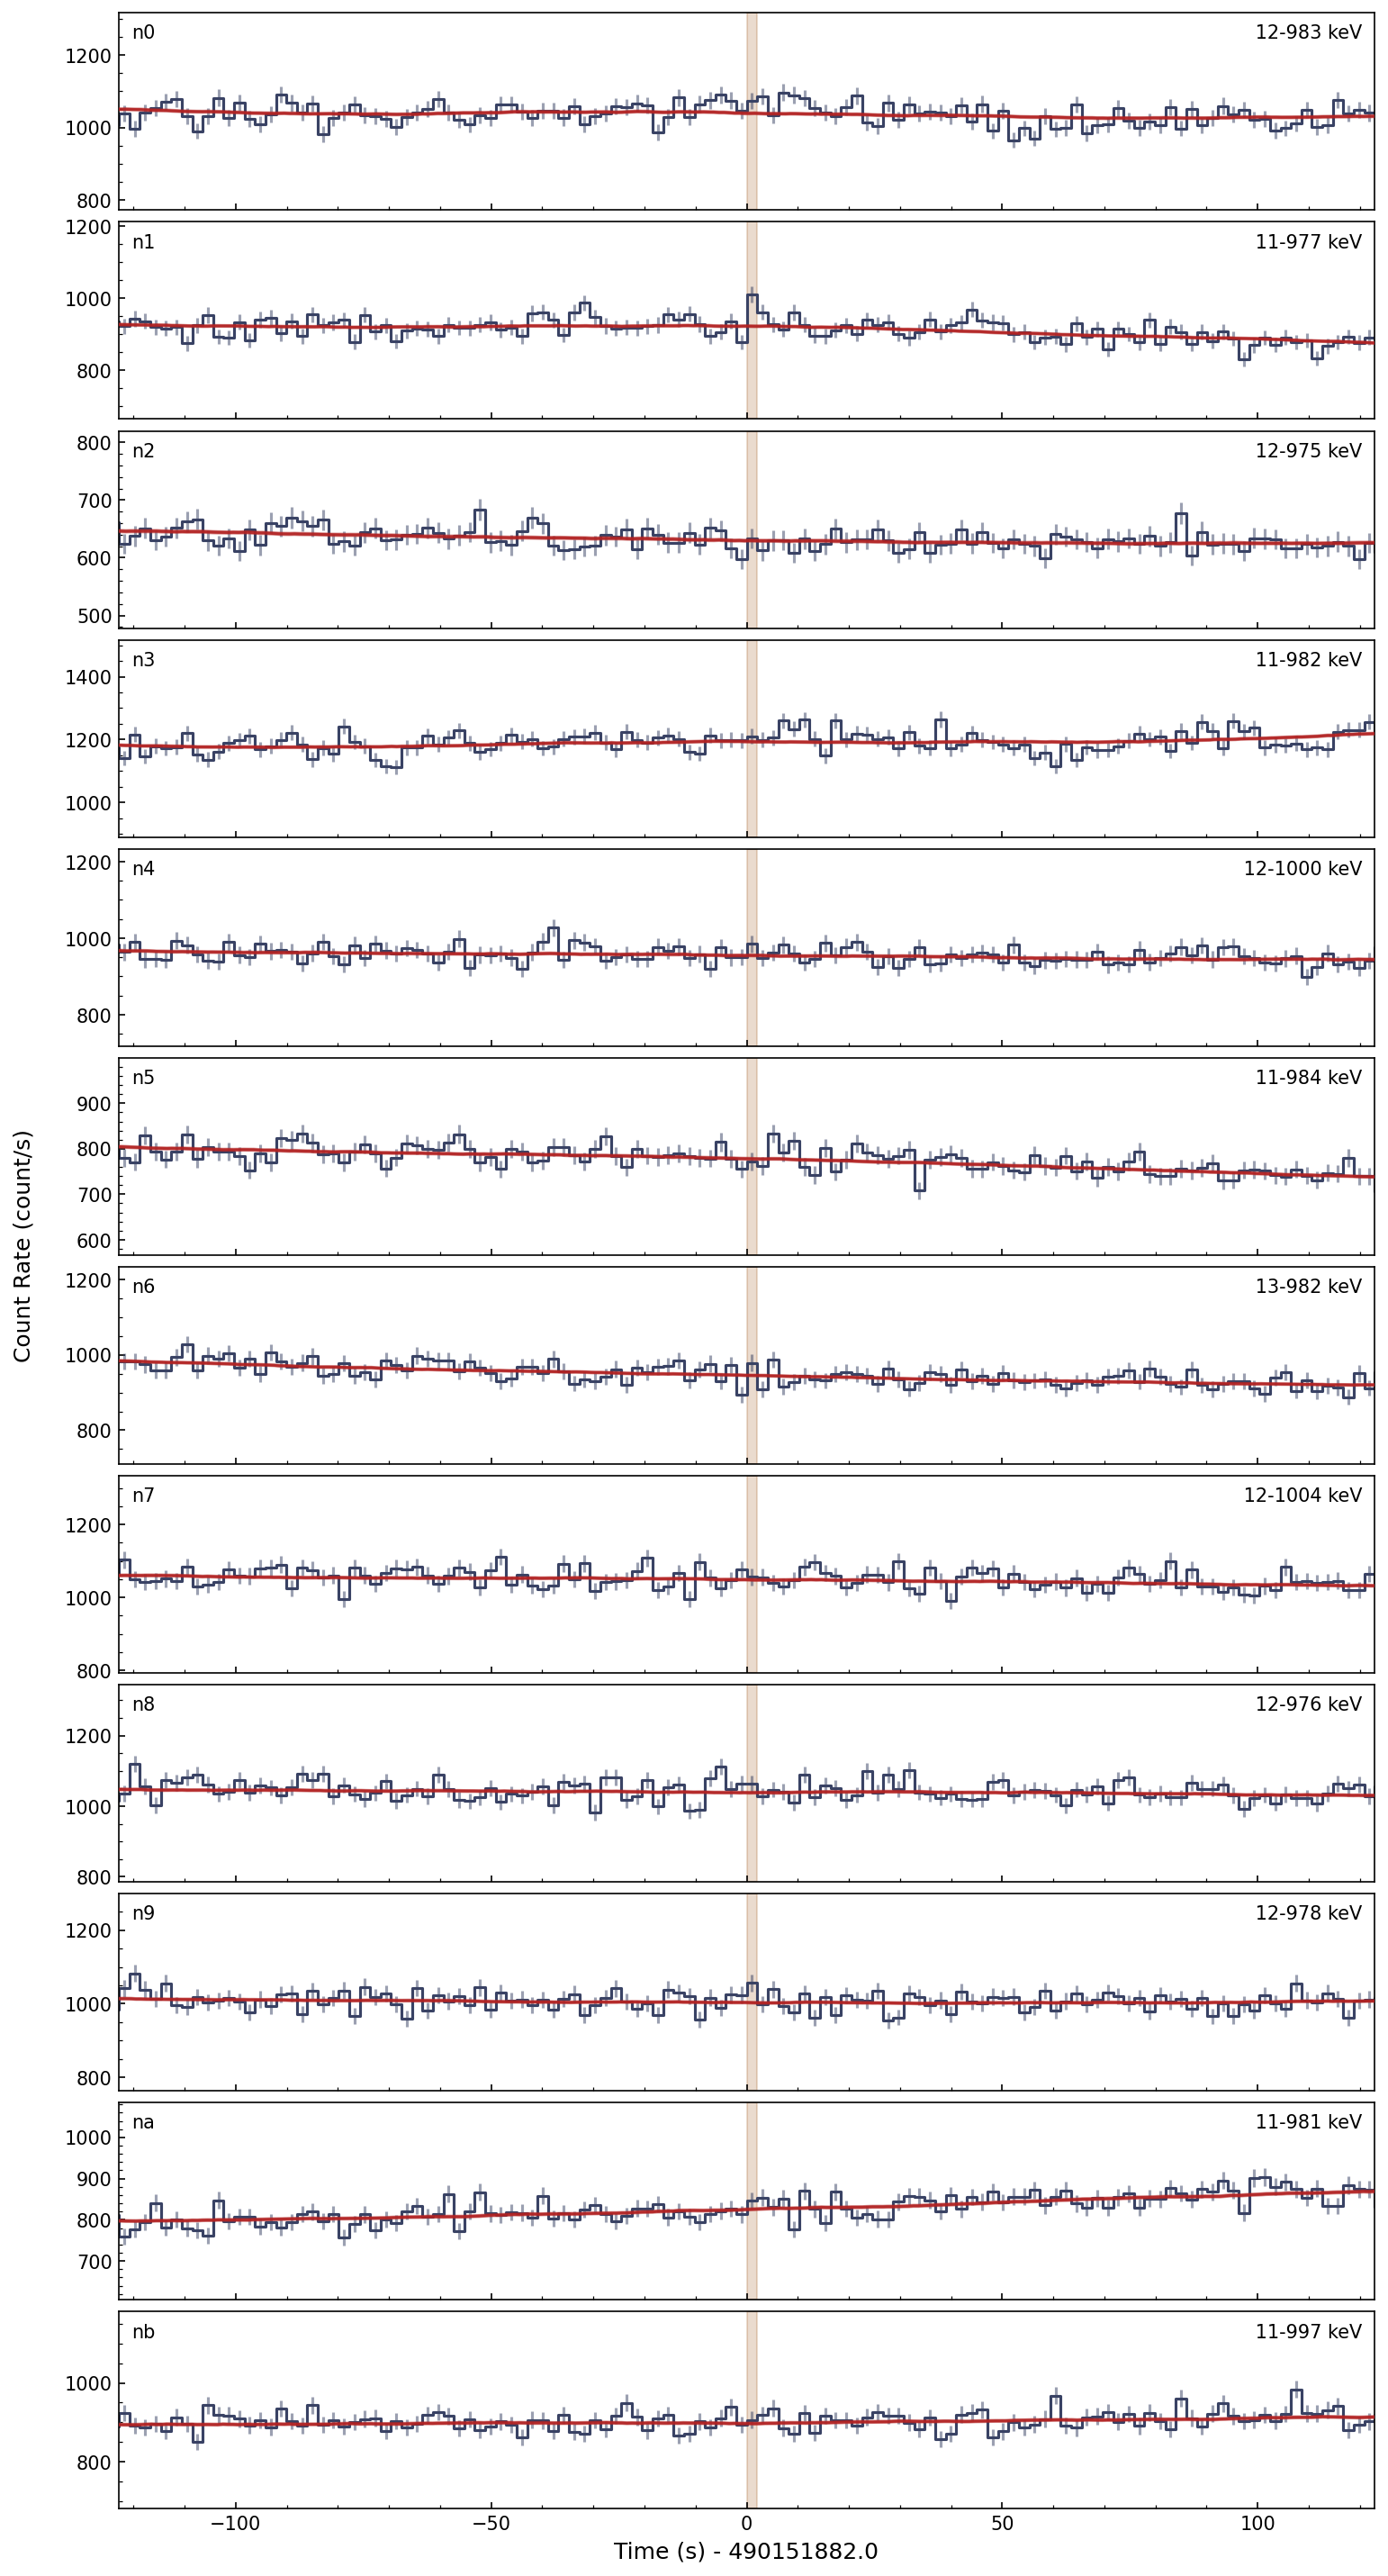 n0 12-983 keV
1200
1000
800
n1 11-977 keV
1200
1000
800
n2 12-975 keV
800
700
600
500
n3 11-982 keV
1400
1200
1000
n4 12-1000 keV
1200
1000
800
n5 11-984 keV
900
800
700
600
n6 13-982 keV
1200
1000
800
n7 12-1004 keV
1200
1000
800
n8 12-976 keV
1200
1000
800
n9 12-978 keV
1200
1000
800
na 11-981 keV
1000
900
800
700
nb 11-997 keV
1000
800
−100 −50 0 50 100
Time (s) - 490151882.0
Count Rate (count/s)